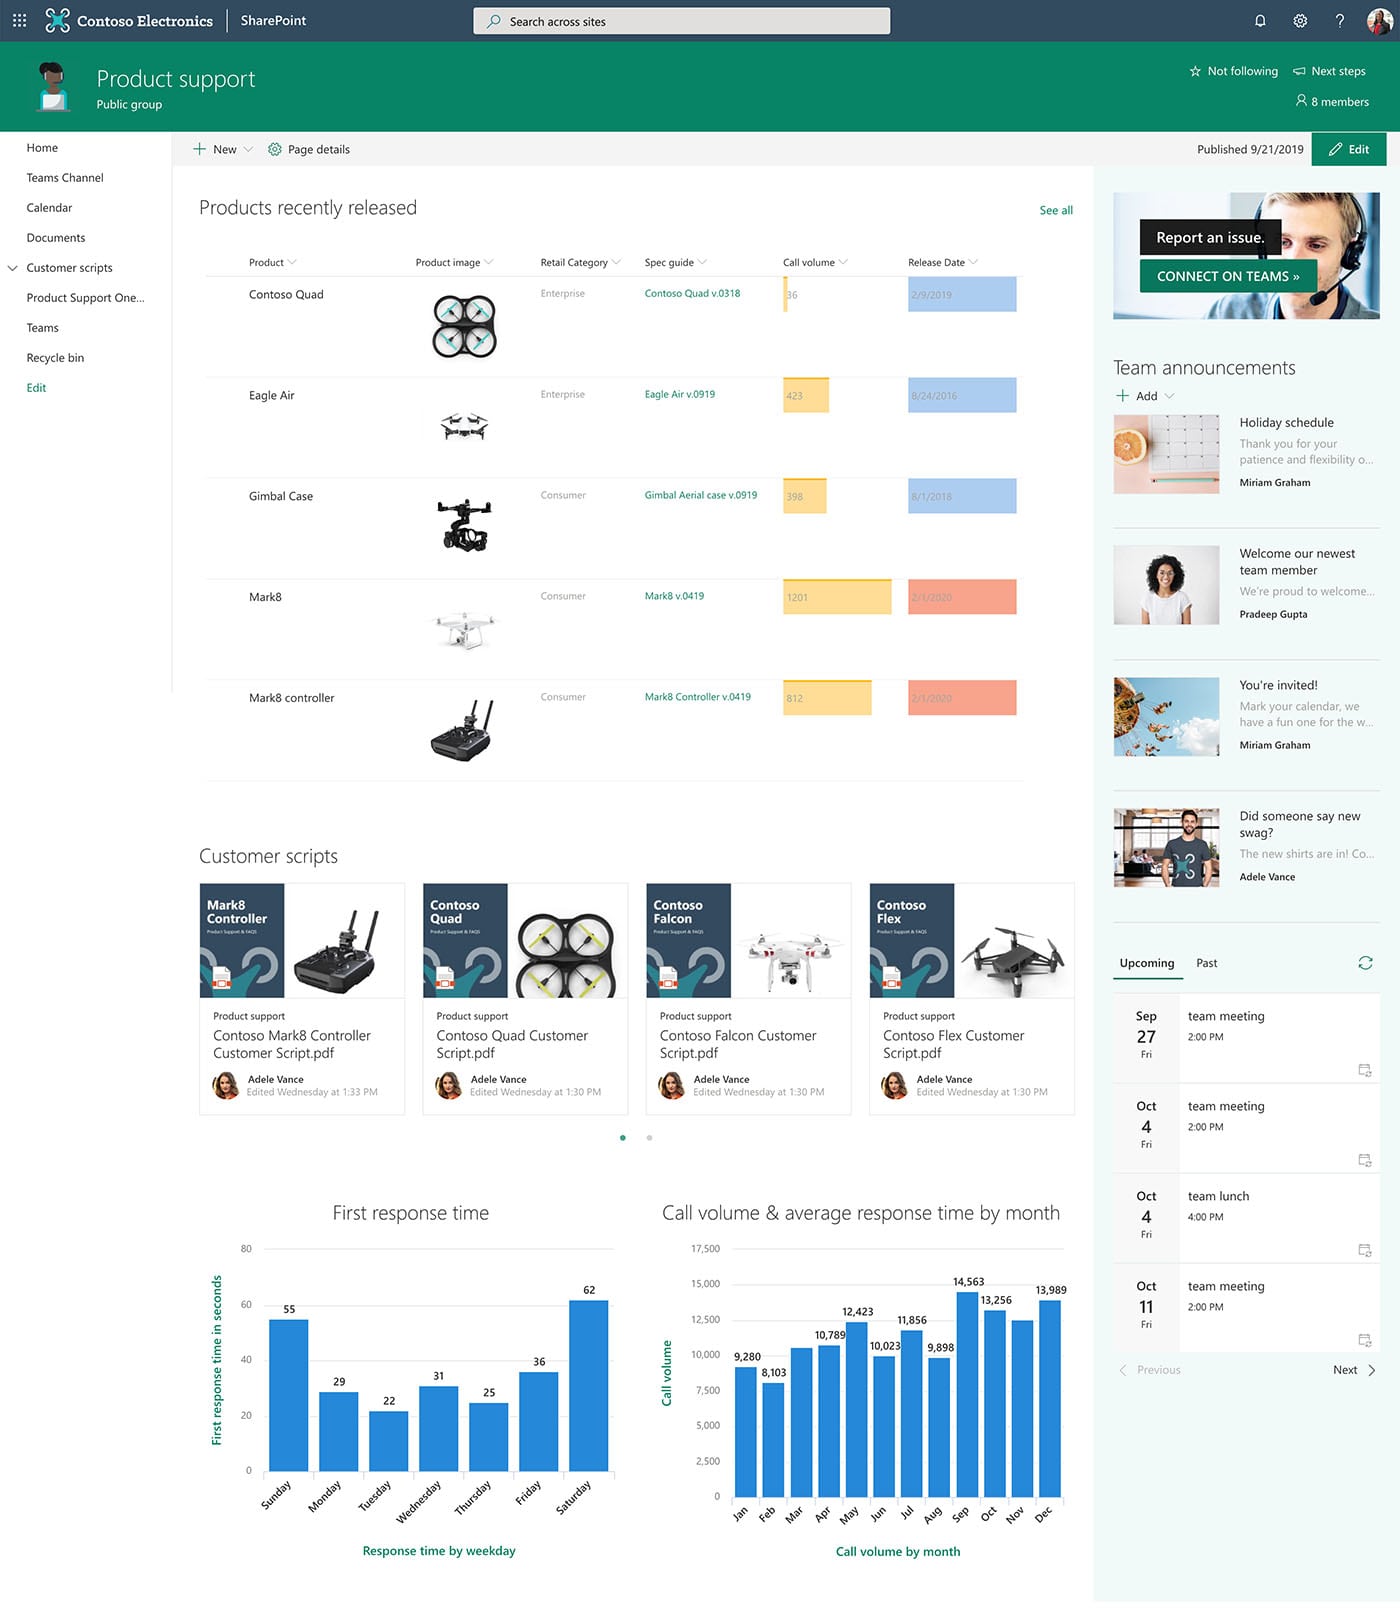 Contoso Electronics
SharePoint
Search across sites
Product support
Public group
Not following
Next steps
8 members
Home
Teams Channel
Calendar
Documents
Customer scripts
Product Support One...
Teams
Recycle bin
Edit
New
Page details
Published 9/21/2019
Edit
Products recently released
See all
Product Product image Retail Category Spec guide Call volume Release Date
Contoso Quad Enterprise Contoso Quad v.0318 36 2/9/2019
Eagle Air Enterprise Eagle Air v.0919 423 8/24/2016
Gimbal Case Consumer Gimbal Aerial case v.0919 398 8/1/2018
Mark8 Consumer Mark8 v.0419 1201 2/1/2020
Mark8 controller Consumer Mark8 Controller v.0419 812 2/1/2020
Customer scripts
Mark8
Controller
Product Support & FAQS
Product support
Contoso Mark8 Controller
Customer Script.pdf
Adele Vance
Edited Wednesday at 1:33 PM
Contoso
Quad
Product Support & FAQS
Product support
Contoso Quad Customer
Script.pdf
Adele Vance
Edited Wednesday at 1:30 PM
Contoso
Falcon
Product Support & FAQS
Product support
Contoso Falcon Customer
Script.pdf
Adele Vance
Edited Wednesday at 1:30 PM
Contoso
Flex
Product Support & FAQS
Product support
Contoso Flex Customer
Script.pdf
Adele Vance
Edited Wednesday at 1:30 PM
First response time
First response time in seconds
80
60
40
20
0
55
29
22
31
25
36
62
Sunday
Monday
Tuesday
Wednesday
Thursday
Friday
Saturday
Response time by weekday
Call volume & average response time by month
Call volume
17,500
15,000
12,500
10,000
7,500
5,000
2,500
0
9,280
8,103
10,789
12,423
10,023
11,856
9,898
14,563
13,256
13,989
Jan
Feb
Mar
Apr
May
Jun
Jul
Aug
Sep
Oct
Nov
Dec
Call volume by month
Report an issue.
CONNECT ON TEAMS »
Team announcements
Add
Holiday schedule
Thank you for your
patience and flexibility o...
Miriam Graham
Welcome our newest
team member
We're proud to welcome...
Pradeep Gupta
You're invited!
Mark your calendar, we
have a fun one for the w...
Miriam Graham
Did someone say new
swag?
The new shirts are in! Co...
Adele Vance
Upcoming
Past
Sep
27
Fri
team meeting
2:00 PM
Oct
4
Fri
team meeting
2:00 PM
Oct
4
Fri
team lunch
4:00 PM
Oct
11
Fri
team meeting
2:00 PM
Previous
Next